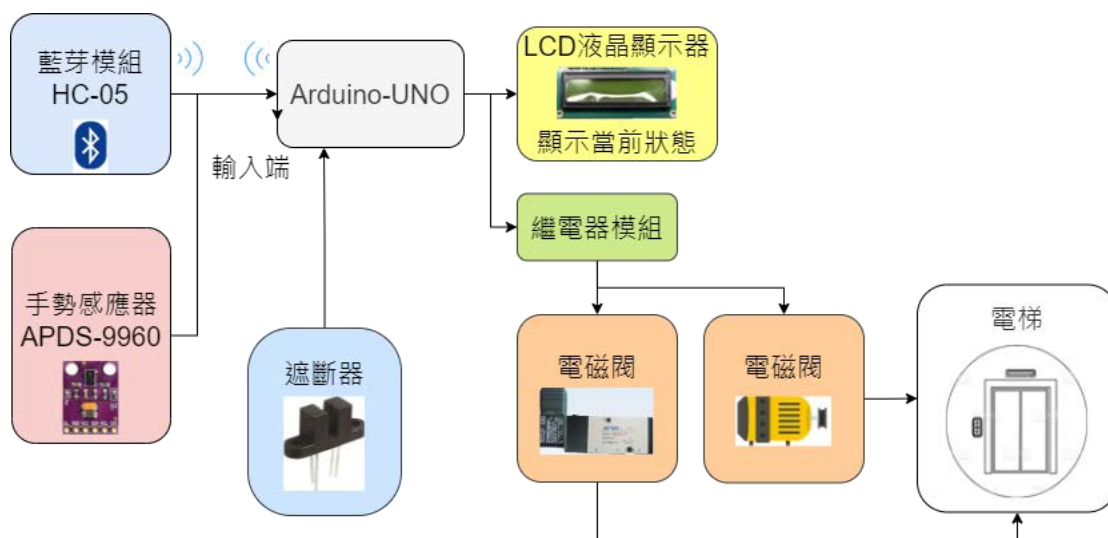 藍芽模組
HC-05
Arduino-UNO
LCD液晶顯示器
顯示當前狀態
輸入端
繼電器模組
手勢感應器
APDS-9960
遮斷器
電磁閥
電磁閥
電梯